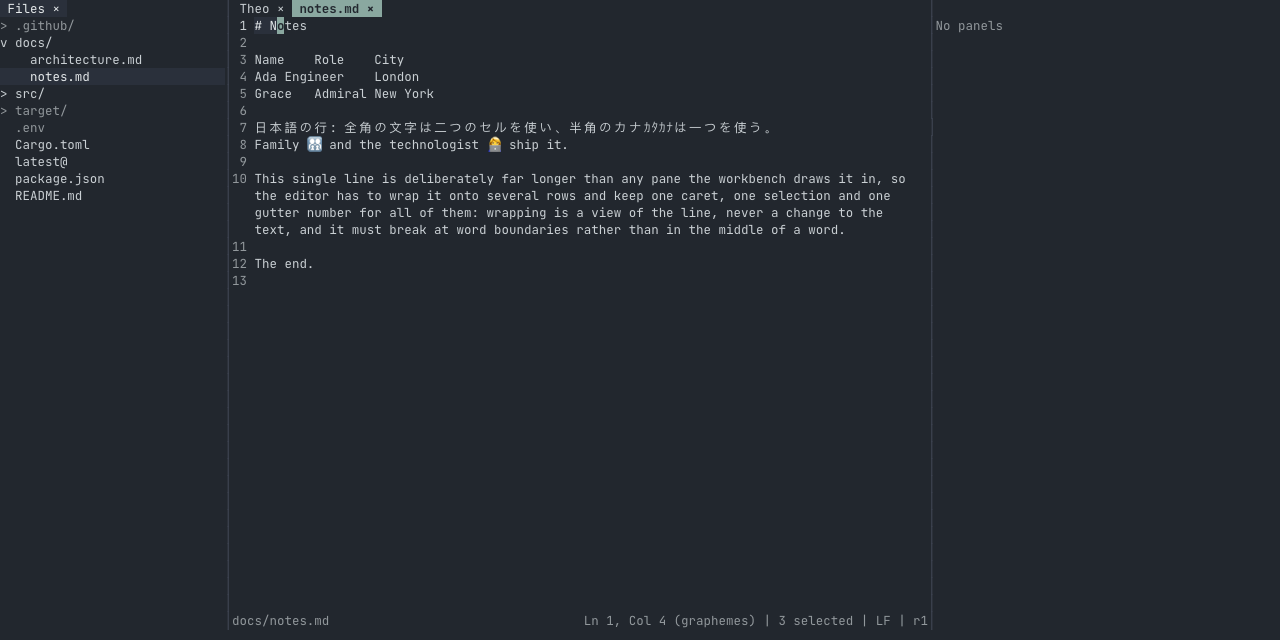 Files ×
> .github/
v docs/
architecture.md
notes.md
> src/
> target/
.env
Cargo.toml
latest@
package.json
README.md
Theo × notes.md ×
1 # Notes
2
3 Name    Role    City
4 Ada Engineer    London
5 Grace   Admiral New York
6
7 日本語の行: 全角の文字は二つのセルを使い、半角のカナｶﾀｶﾅは一つを使う。
8 Family 👪 and the technologist 🧑‍💻 ship it.
9
10 This single line is deliberately far longer than any pane the workbench draws it in, so
the editor has to wrap it onto several rows and keep one caret, one selection and one
gutter number for all of them: wrapping is a view of the line, never a change to the
text, and it must break at word boundaries rather than in the middle of a word.
11
12 The end.
13
docs/notes.md
Ln 1, Col 4 (graphemes) | 3 selected | LF | r1
No panels